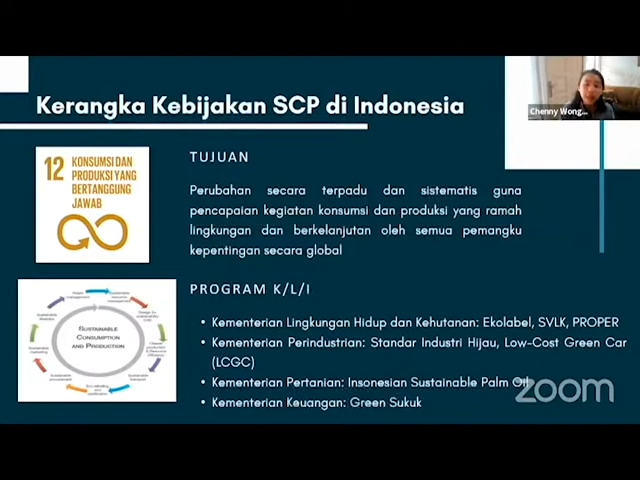 Kerangka Kebijakan SCP di Indonesia
Chenny Wong...
12 KONSUMSI DAN
PRODUKSI YANG
BERTANGGUNG
JAWAB
TUJUAN
Perubahan secara terpadu dan sistematis guna
pencapaian kegiatan konsumsi dan produksi yang ramah
lingkungan dan berkelanjutan oleh semua pemangku
kepentingan secara global
SUSTAINABLE
CONSUMPTION
AND PRODUCTION
PROGRAM K/L/I
• Kementerian Lingkungan Hidup dan Kehutanan: Ekolabel, SVLK, PROPER
• Kementerian Perindustrian: Standar Industri Hijau, Low-Cost Green Car
(LCGC)
• Kementerian Pertanian: Insonesian Sustainable Palm Oil
• Kementerian Keuangan: Green Sukuk
zoom